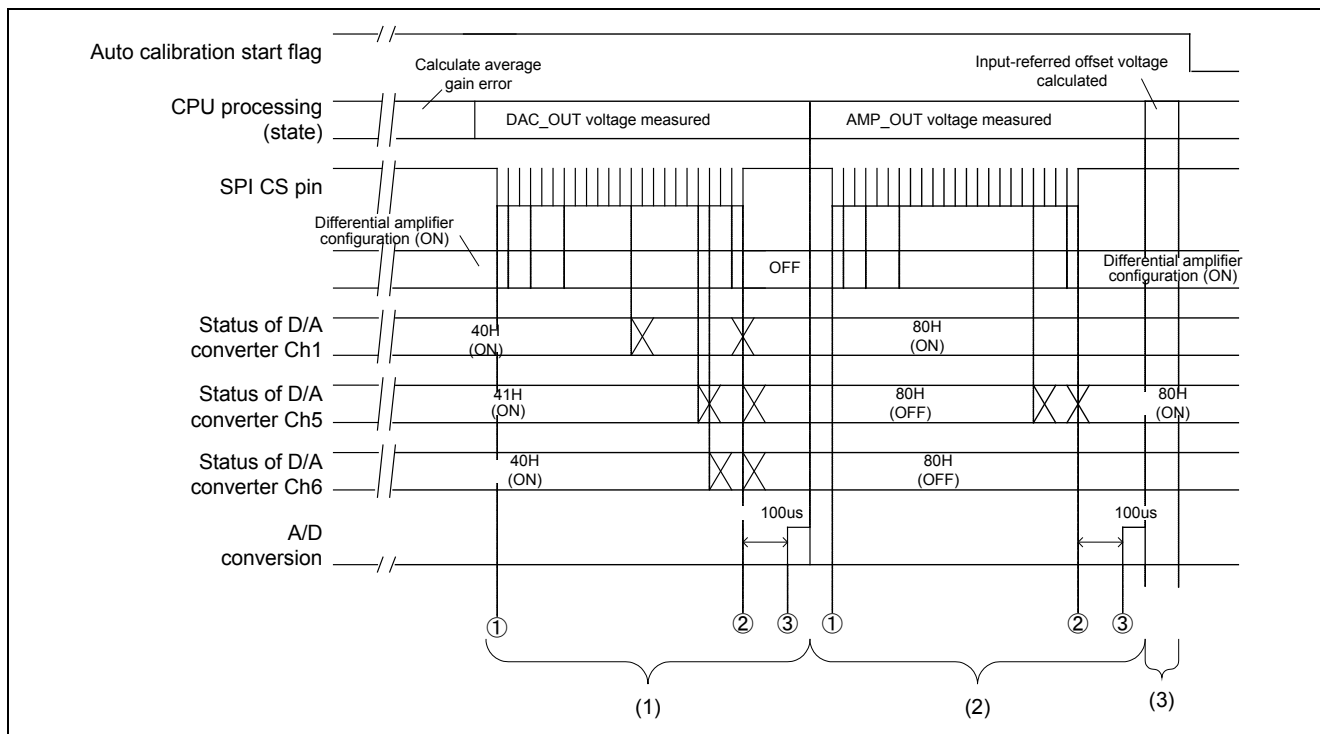 Auto calibration start flag
Calculate average
gain error
Input-referred offset voltage
calculated
CPU processing
(state)
DAC_OUT voltage measured
AMP_OUT voltage measured
SPI CS pin
Differential amplifier
configuration (ON)
OFF
Differential amplifier
configuration (ON)
Status of D/A
converter Ch1
40H
(ON)
80H
(ON)
Status of D/A
converter Ch5
41H
(ON)
80H
(OFF)
80H
(ON)
Status of D/A
converter Ch6
40H
(ON)
80H
(OFF)
A/D
conversion
100us
100us
① ② ③ ① ② ③
(1) (2) (3)